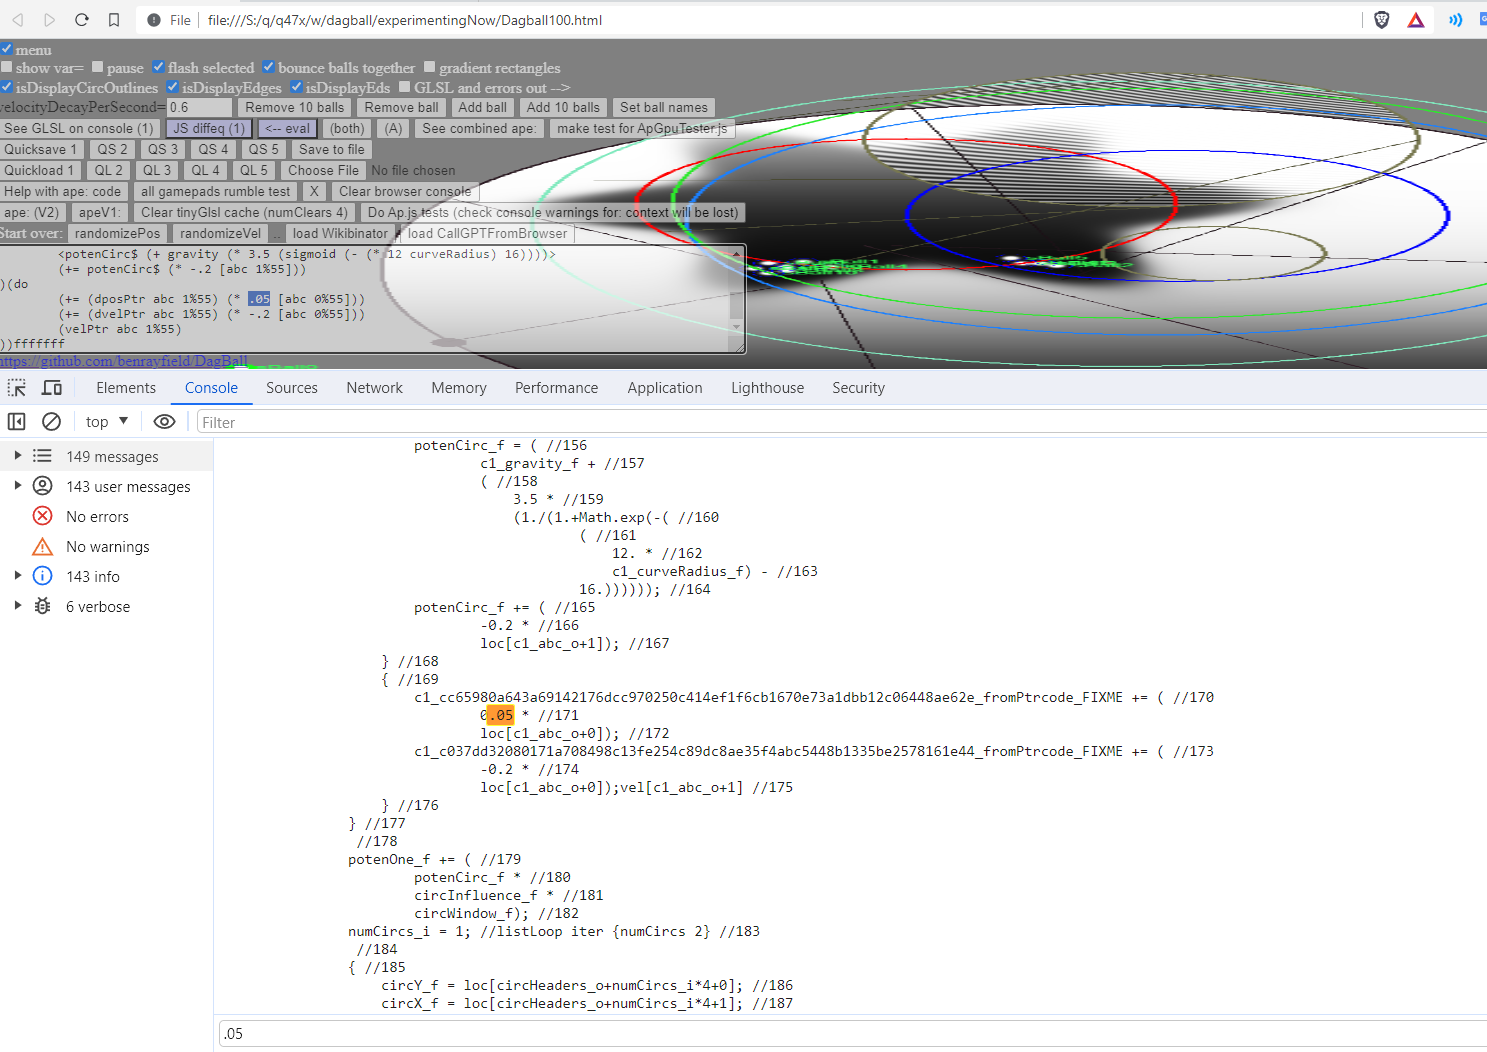 File file:///S:/q/q47x/w/dagball/experimentingNow/Dagball100.html
menu
show var= pause flash selected bounce balls together gradient rectangles
isDisplayCircOutlines isDisplayEdges isDisplayEds GLSL and errors out -->
velocityDecayPerSecond= 0.6 Remove 10 balls Remove ball Add ball Add 10 balls Set ball names
See GLSL on console (1) JS diffeq (1) <-- eval (both) (A) See combined ape: make test for ApGpuTester.js
Quicksave 1 QS 2 QS 3 QS 4 QS 5 Save to file
Quickload 1 QL 2 QL 3 QL 4 QL 5 Choose File No file chosen
Help with ape: code all gamepads rumble test X Clear browser console
ape: (V2) apeV1: Clear tinyGlsl cache (numClears 4) Do Ap.js tests (check console warnings for: context will be lost)
Start over: randomizePos randomizeVel .. load Wikibinator load CallGPTFromBrowser
<potenCirc$ (+ gravity (* 3.5 (sigmoid (- (* 12 curveRadius) 16))))>
(+= potenCirc$ (* -.2 [abc 1%55]))
)(do
(+= (dposPtr abc 1%55) (* .05 [abc 0%55]))
(+= (dvelPtr abc 1%55) (* -.2 [abc 0%55]))
(velPtr abc 1%55)
))fffffff
https://github.com/benrayfield/DagBall
Elements Console Sources Network Memory Performance Application Lighthouse Security
top Filter
149 messages
143 user messages
No errors
No warnings
143 info
6 verbose
potenCirc_f = ( //156
c1_gravity_f + //157
( //158
3.5 * //159
(1./(1.+Math.exp(-( //160
( //161
12. * //162
c1_curveRadius_f) - //163
16.)))))); //164
potenCirc_f += ( //165
-0.2 * //166
loc[c1_abc_o+1]); //167
} //168
{ //169
c1_cc65980a643a69142176dcc970250c414ef1f6cb1670e73a1dbb12c06448ae62e_fromPtrcode_FIXME += ( //170
0.05 * //171
loc[c1_abc_o+0]); //172
c1_c037dd32080171a708498c13fe254c89dc8ae35f4abc5448b1335be2578161e44_fromPtrcode_FIXME += ( //173
-0.2 * //174
loc[c1_abc_o+0]);vel[c1_abc_o+1] //175
} //176
} //177
//178
potenOne_f += ( //179
potenCirc_f * //180
circInfluence_f * //181
circWindow_f); //182
numCircs_i = 1; //listLoop iter {numCircs 2} //183
//184
{ //185
circY_f = loc[circHeaders_o+numCircs_i*4+0]; //186
circX_f = loc[circHeaders_o+numCircs_i*4+1]; //187
.05